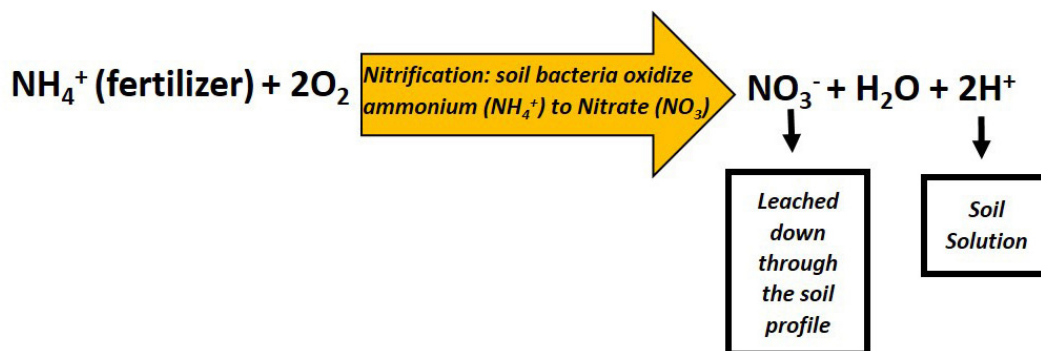 NH₄⁺ (fertilizer) + 2O₂
Nitrification: soil bacteria oxidize
ammonium (NH₄⁺) to Nitrate (NO₃)
NO₃⁻ + H₂O + 2H⁺
Leached
down
through
the soil
profile
Soil
Solution